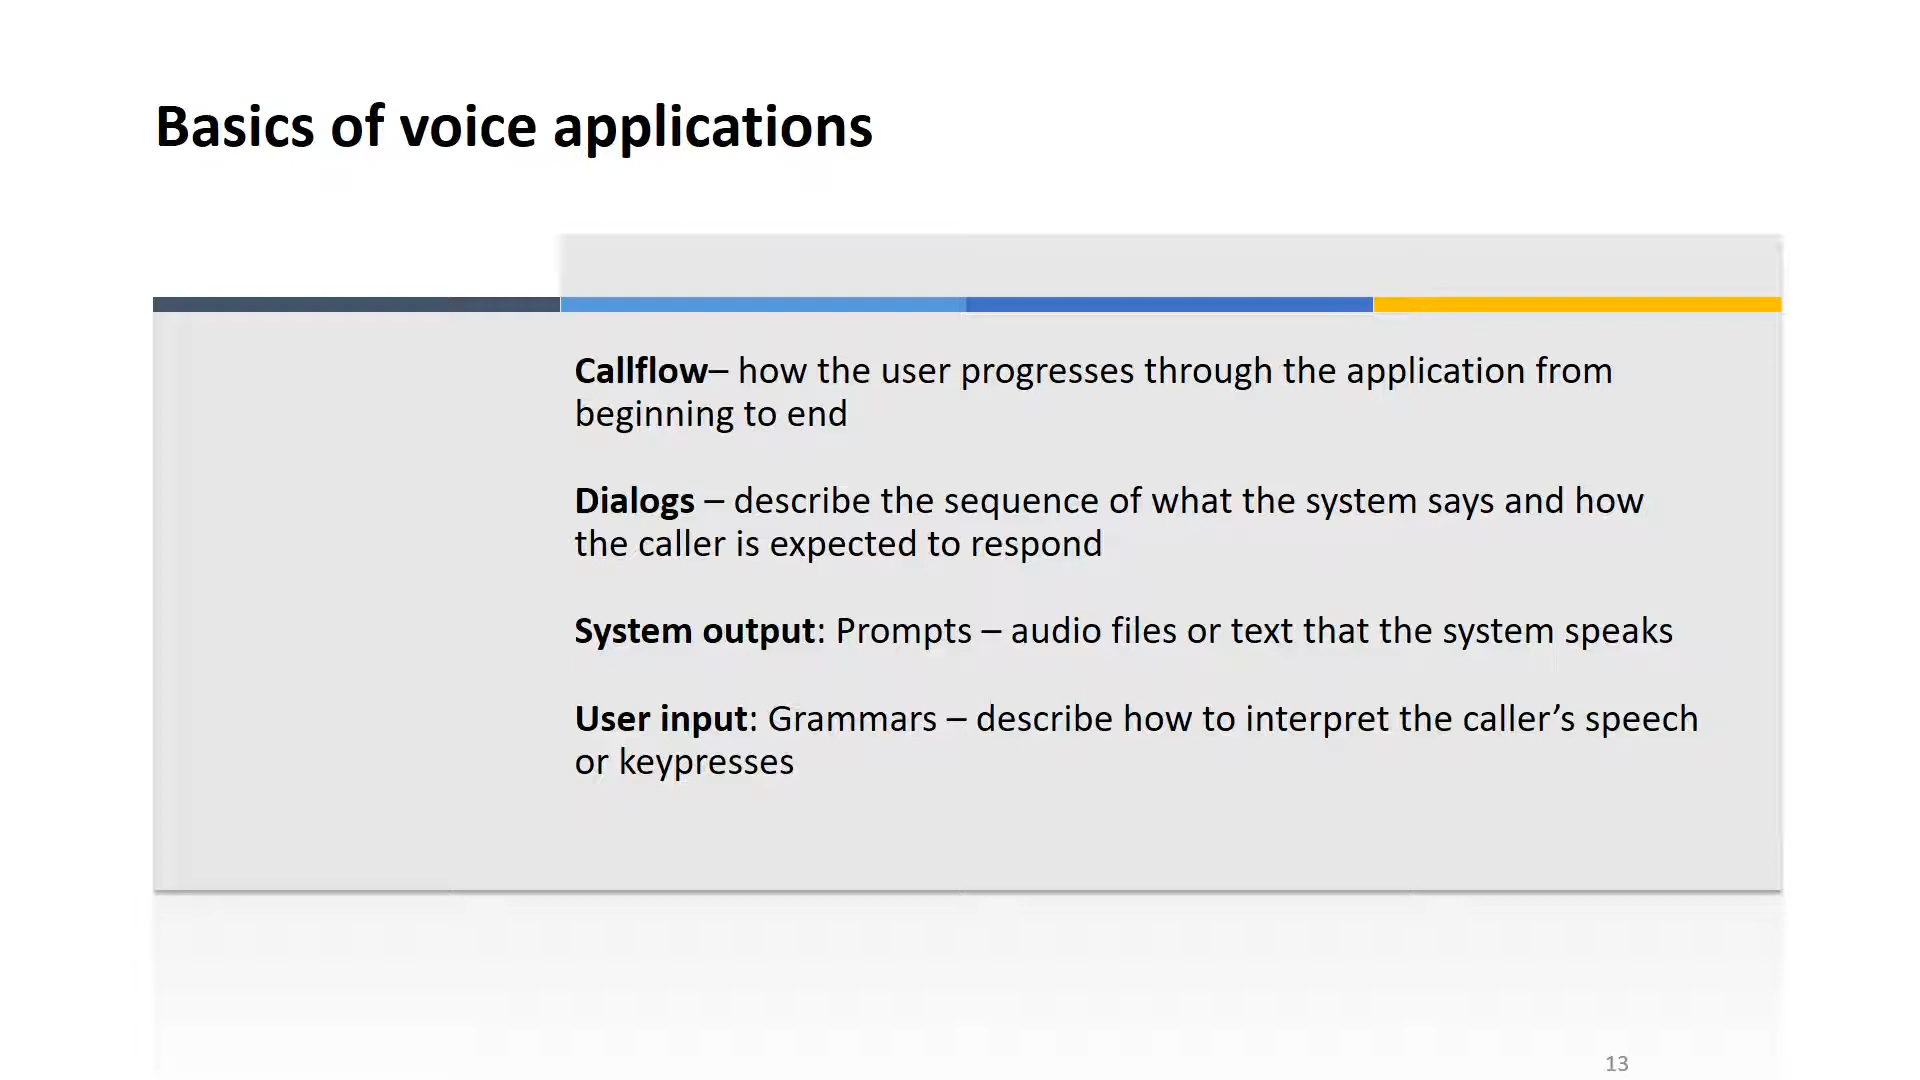 Basics of voice applications
Callflow– how the user progresses through the application from
beginning to end
Dialogs – describe the sequence of what the system says and how
the caller is expected to respond
System output: Prompts – audio files or text that the system speaks
User input: Grammars – describe how to interpret the caller’s speech
or keypresses
13